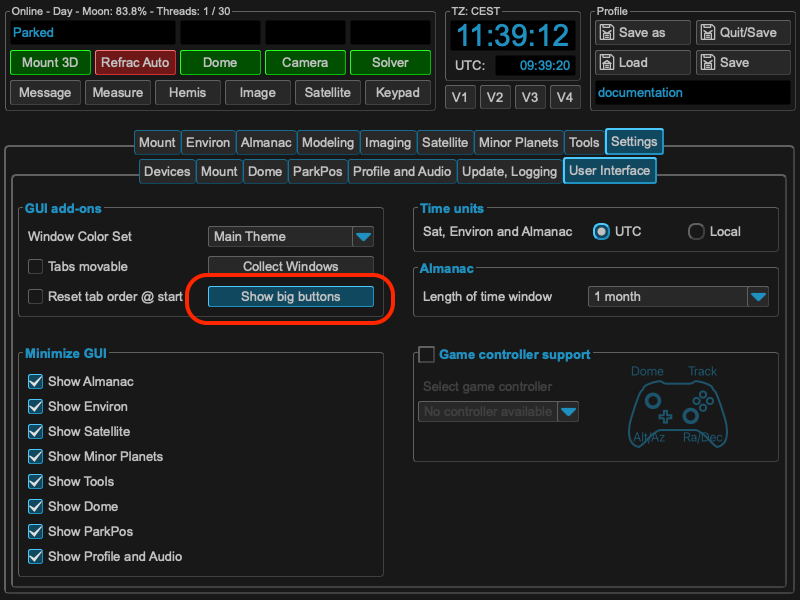 Online - Day - Moon: 83.8% - Threads: 1 / 30
TZ: CEST
Profile
Parked
11:39:12
Save as
Quit/Save
Mount 3D
Refrac Auto
Dome
Camera
Solver
UTC:
09:39:20
Load
Save
Message
Measure
Hemis
Image
Satellite
Keypad
V1
V2
V3
V4
documentation
Mount
Environ
Almanac
Modeling
Imaging
Satellite
Minor Planets
Tools
Settings
Devices
Mount
Dome
ParkPos
Profile and Audio
Update, Logging
User Interface
GUI add-ons
Window Color Set
Main Theme
Tabs movable
Collect Windows
Reset tab order @ start
Show big buttons
Time units
Sat, Environ and Almanac
UTC
Local
Almanac
Length of time window
1 month
Minimize GUI
Show Almanac
Show Environ
Show Satellite
Show Minor Planets
Show Tools
Show Dome
Show ParkPos
Show Profile and Audio
Game controller support
Select game controller
No controller available
Dome
Track
Alt/Az
Ra/Dec